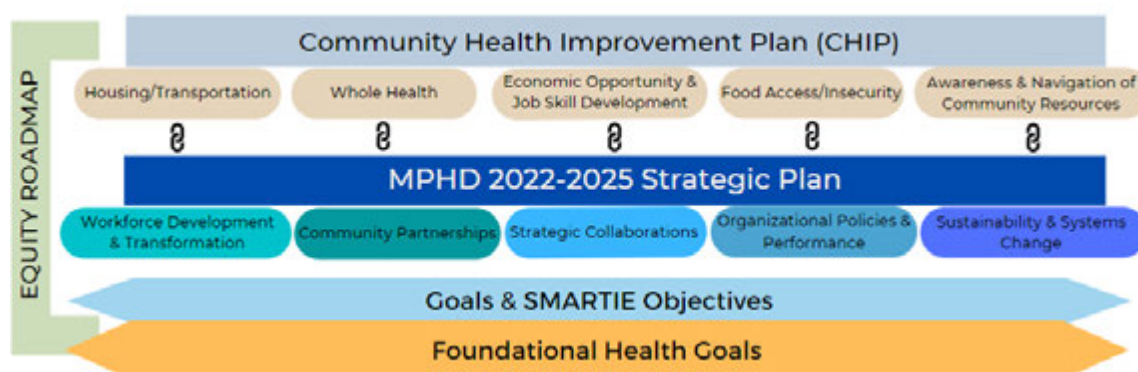 EQUITY ROADMAP
Community Health Improvement Plan (CHIP)
Housing/Transportation
Whole Health
Economic Opportunity &
Job Skill Development
Food Access/Insecurity
Awareness & Navigation of
Community Resources
MPHD 2022-2025 Strategic Plan
Workforce Development
& Transformation
Community Partnerships
Strategic Collaborations
Organizational Policies &
Performance
Sustainability & Systems
Change
Goals & SMARTIE Objectives
Foundational Health Goals